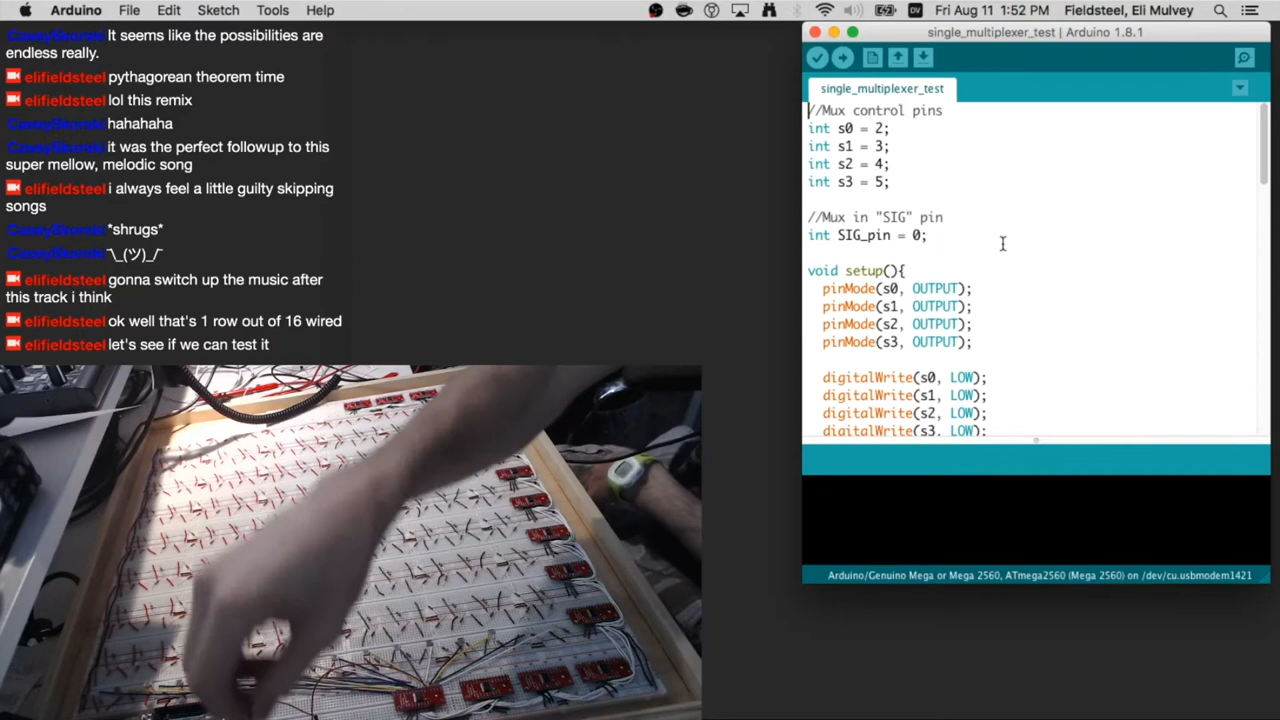 Arduino File Edit Sketch Tools Help
Fri Aug 11 1:52 PM Fieldsteel, Eli Mulvey
CaseySkorski It seems like the possibilities are
endless really.
elifieldsteel pythagorean theorem time
elifieldsteel lol this remix
CaseySkorski hahahaha
CaseySkorski it was the perfect followup to this
super mellow, melodic song
elifieldsteel i always feel a little guilty skipping
songs
CaseySkorski *shrugs*
CaseySkorski ¯\_(ツ)_/¯
elifieldsteel gonna switch up the music after
this track i think
elifieldsteel ok well that's 1 row out of 16 wired
elifieldsteel let's see if we can test it
single_multiplexer_test | Arduino 1.8.1
single_multiplexer_test
//Mux control pins
int s0 = 2;
int s1 = 3;
int s2 = 4;
int s3 = 5;
//Mux in "SIG" pin
int SIG_pin = 0;
void setup(){
pinMode(s0, OUTPUT);
pinMode(s1, OUTPUT);
pinMode(s2, OUTPUT);
pinMode(s3, OUTPUT);
digitalWrite(s0, LOW);
digitalWrite(s1, LOW);
digitalWrite(s2, LOW);
digitalWrite(s3, LOW);
Arduino/Genuino Mega or Mega 2560, ATmega2560 (Mega 2560) on /dev/cu.usbmodem1421